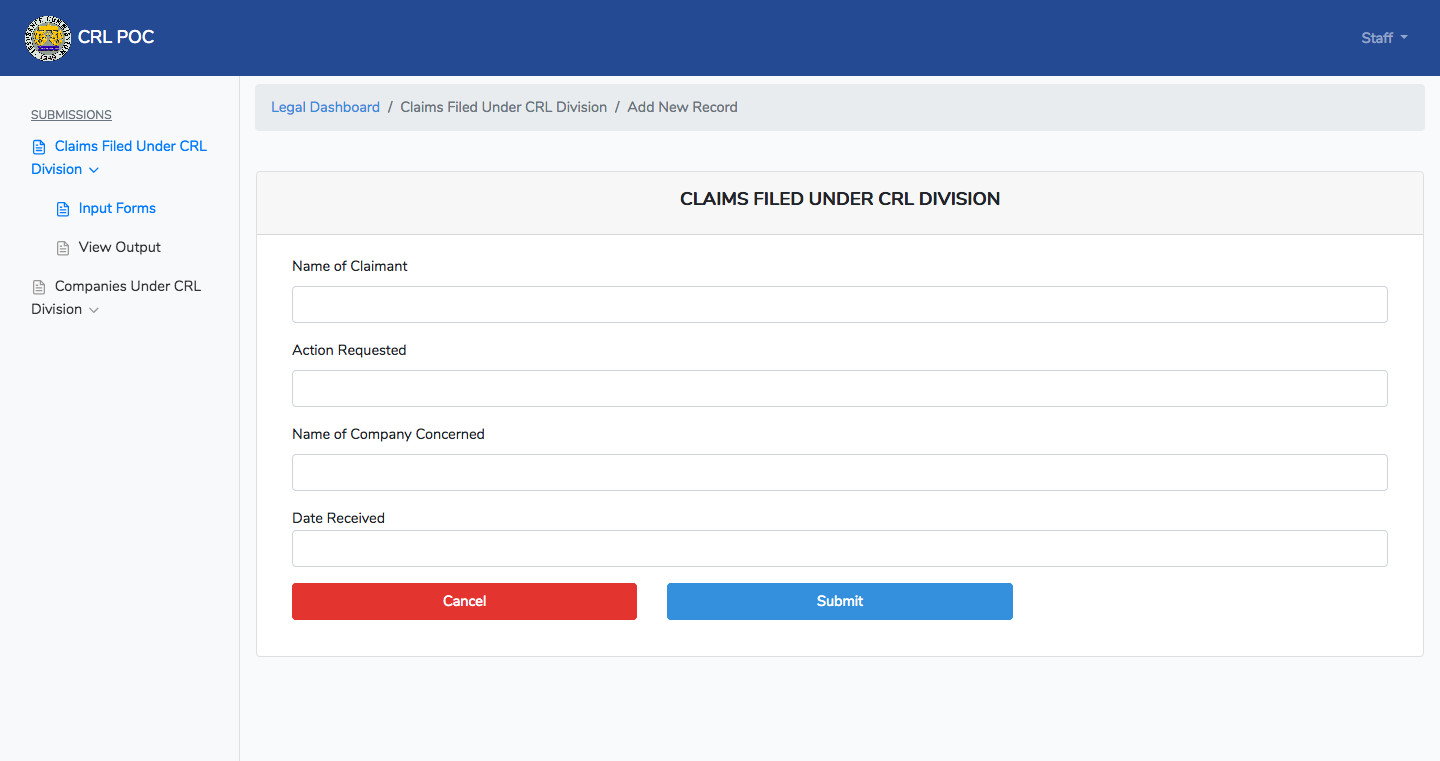 CRL POC
Staff
SUBMISSIONS
Claims Filed Under CRL
Division
Input Forms
View Output
Companies Under CRL
Division
Legal Dashboard / Claims Filed Under CRL Division / Add New Record
CLAIMS FILED UNDER CRL DIVISION
Name of Claimant
Action Requested
Name of Company Concerned
Date Received
Cancel
Submit